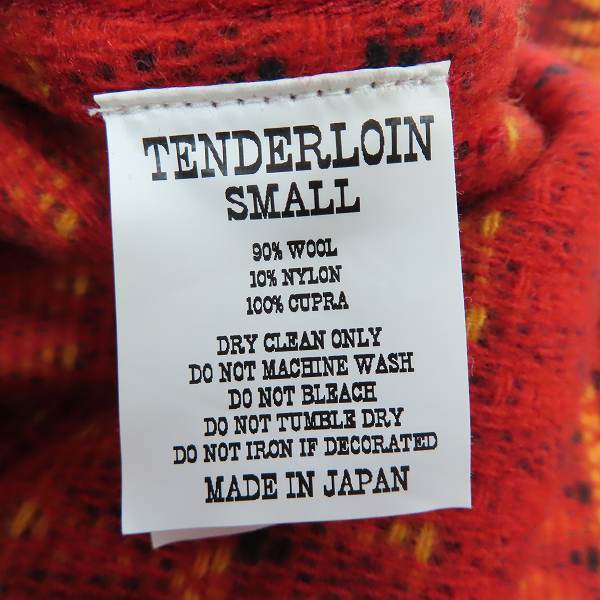 TENDERLOIN
SMALL
90% WOOL
10% NYLON
100% CUPRA
DRY CLEAN ONLY
DO NOT MACHINE WASH
DO NOT BLEACH
DO NOT TUMBLE DRY
DO NOT IRON IF DECORATED
MADE IN JAPAN